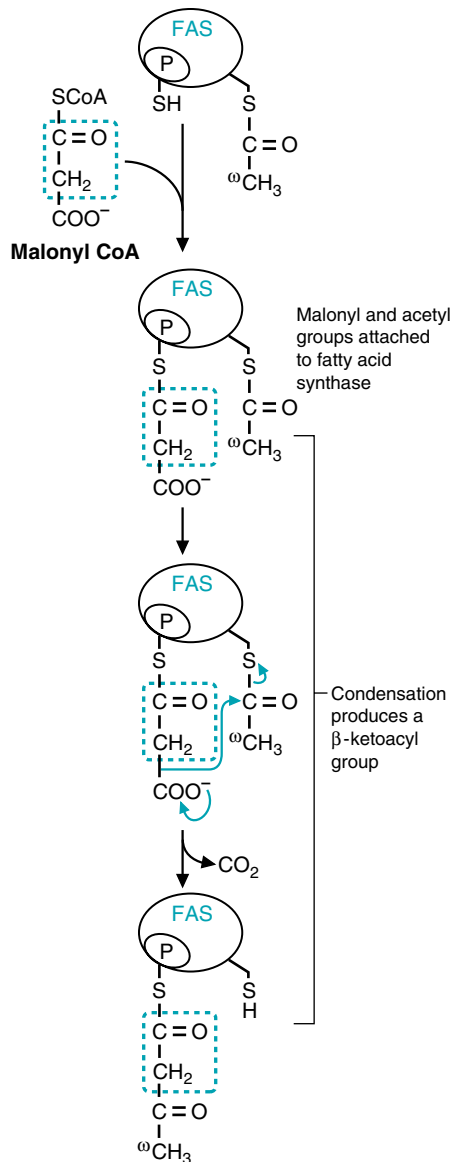 FAS
P
SH
S
C=O
ωCH3
SCoA
C=O
CH2
COO−
Malonyl CoA
FAS
P
Malonyl and acetyl
groups attached
to fatty acid
synthase
S
S
C=O
C=O
CH2
ωCH3
COO−
FAS
P
S
S
C=O
C=O
CH2
ωCH3
COO−
Condensation
produces a
β-ketoacyl
group
CO2
FAS
P
S
S
H
C=O
CH2
C=O
ωCH3